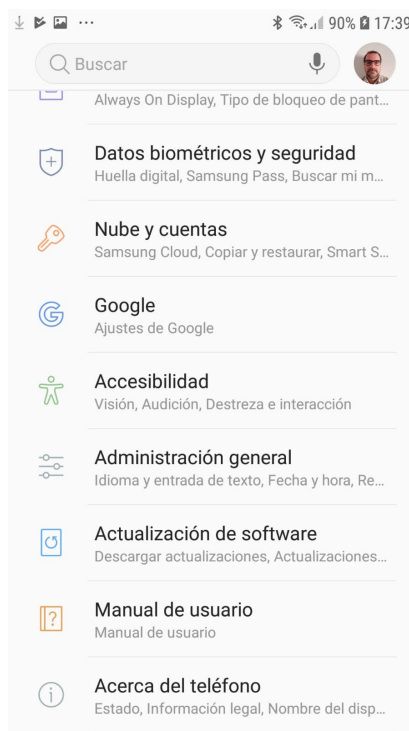 90% 17:39
Buscar
Always On Display, Tipo de bloqueo de pant...
Datos biométricos y seguridad
Huella digital, Samsung Pass, Buscar mi m...
Nube y cuentas
Samsung Cloud, Copiar y restaurar, Smart S...
Google
Ajustes de Google
Accesibilidad
Visión, Audición, Destreza e interacción
Administración general
Idioma y entrada de texto, Fecha y hora, Re...
Actualización de software
Descargar actualizaciones, Actualizaciones...
Manual de usuario
Manual de usuario
Acerca del teléfono
Estado, Información legal, Nombre del disp...